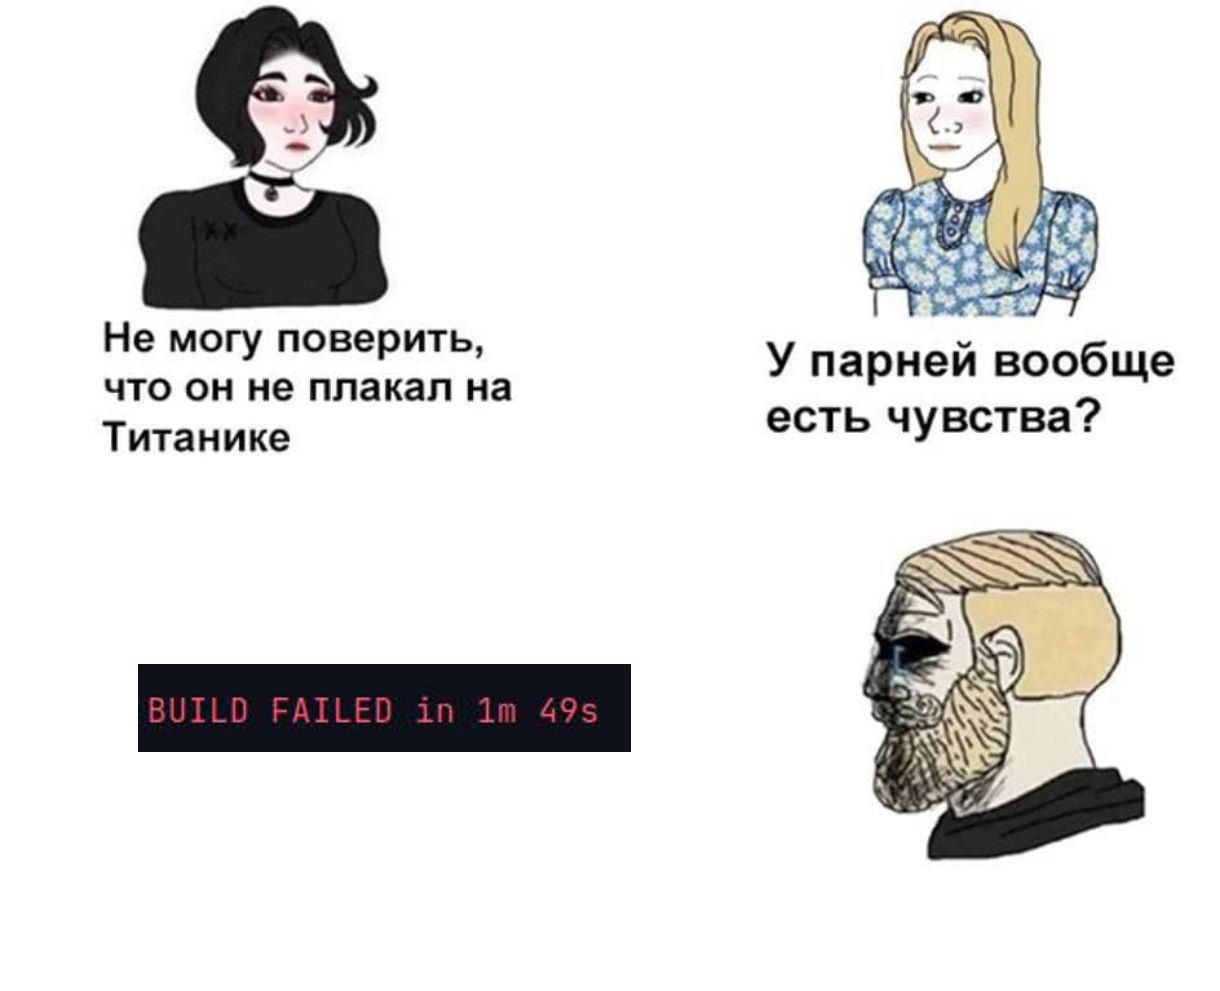 Не могу поверить,
что он не плакал на
Титанике
У парней вообще
есть чувства?
BUILD FAILED in 1m 49s